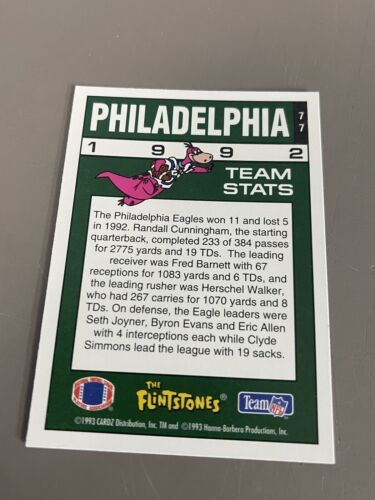 PHILADELPHIA 77
1 9 9 2
TEAM
STATS
The Philadelphia Eagles won 11 and lost 5
in 1992. Randall Cunningham, the starting
quarterback, completed 233 of 384 passes
for 2775 yards and 19 TDs. The leading
receiver was Fred Barnett with 67
receptions for 1083 yards and 6 TDs, and
the leading rusher was Herschel Walker,
who had 267 carries for 1070 yards and 8
TDs. On defense, the Eagle leaders were
Seth Joyner, Byron Evans and Eric Allen
with 4 interceptions each while Clyde
Simmons lead the league with 19 sacks.
THE
FLINTSTONES
Team NFL
©1993 CARDZ Distribution, Inc. TM and ©1993 Hanna-Barbera Productions, Inc.